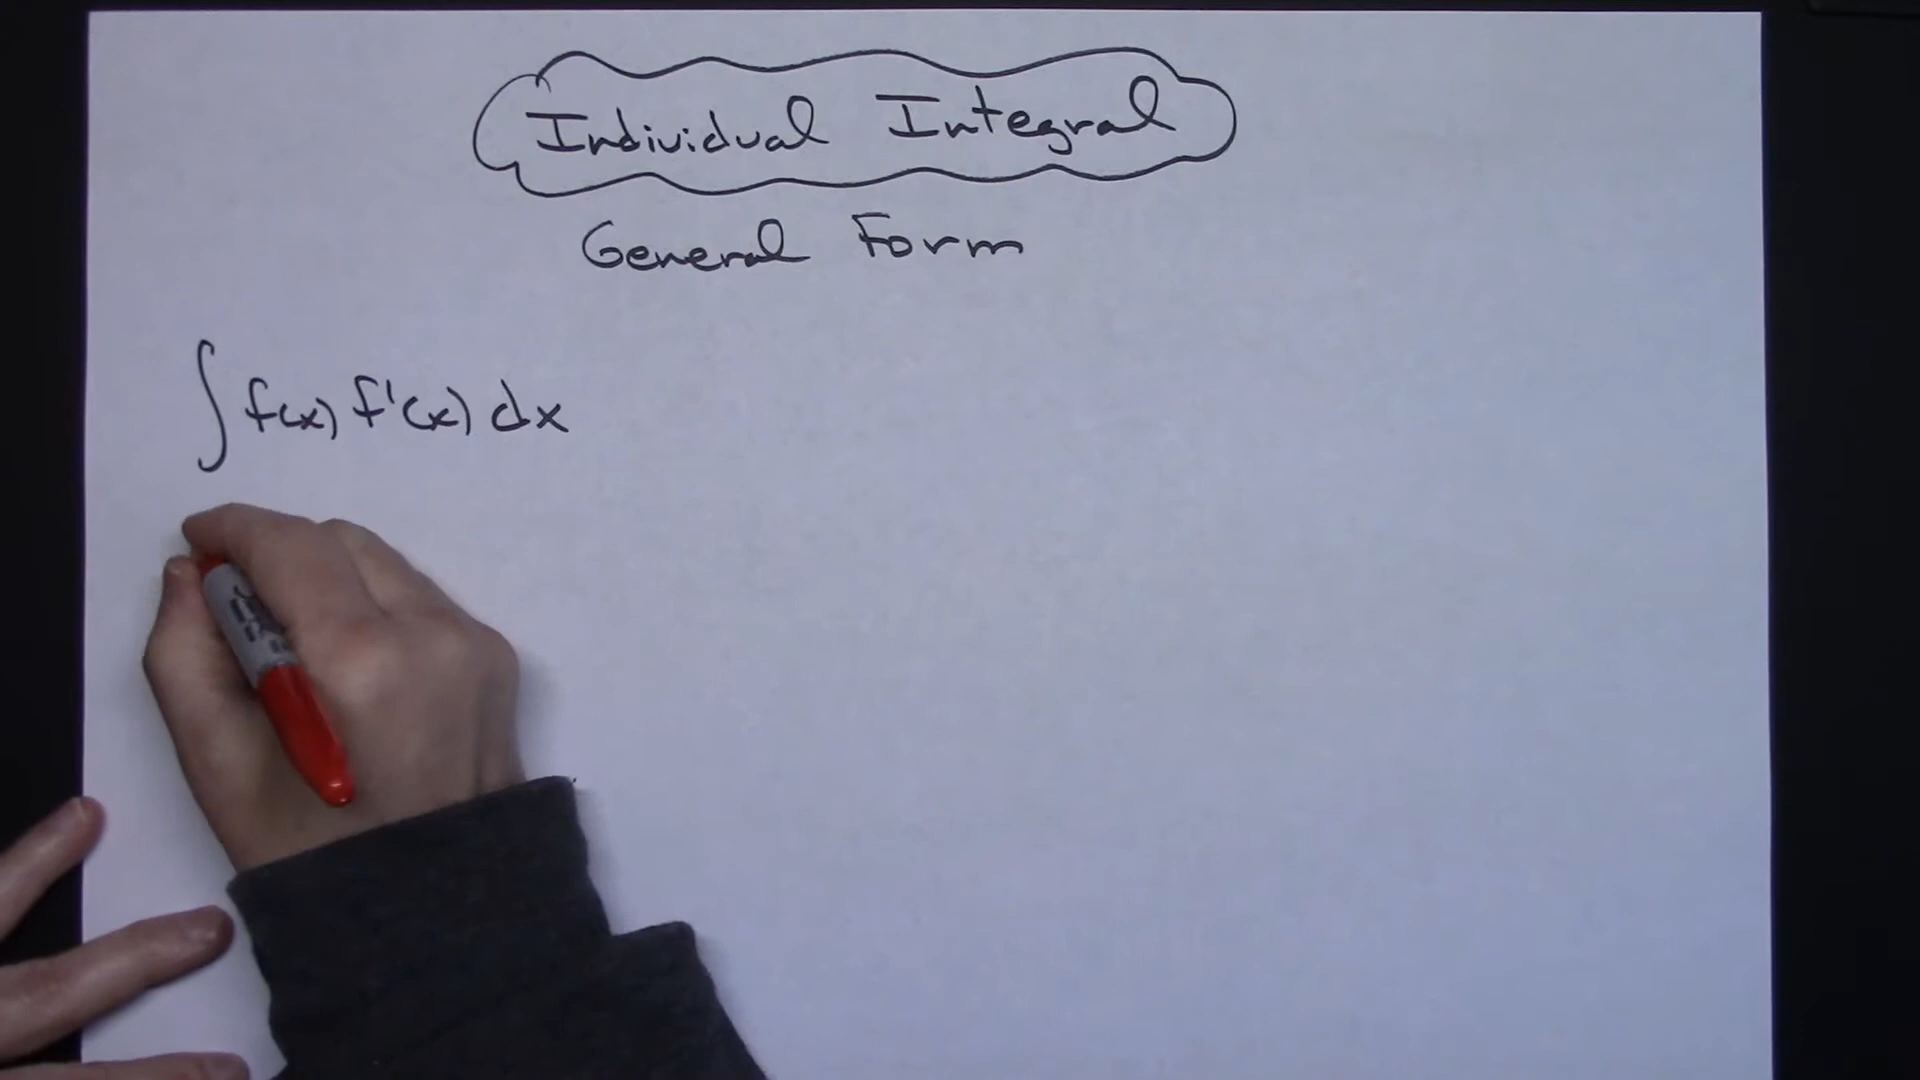 Individual Integral
General Form
∫ f(x) f'(x) dx